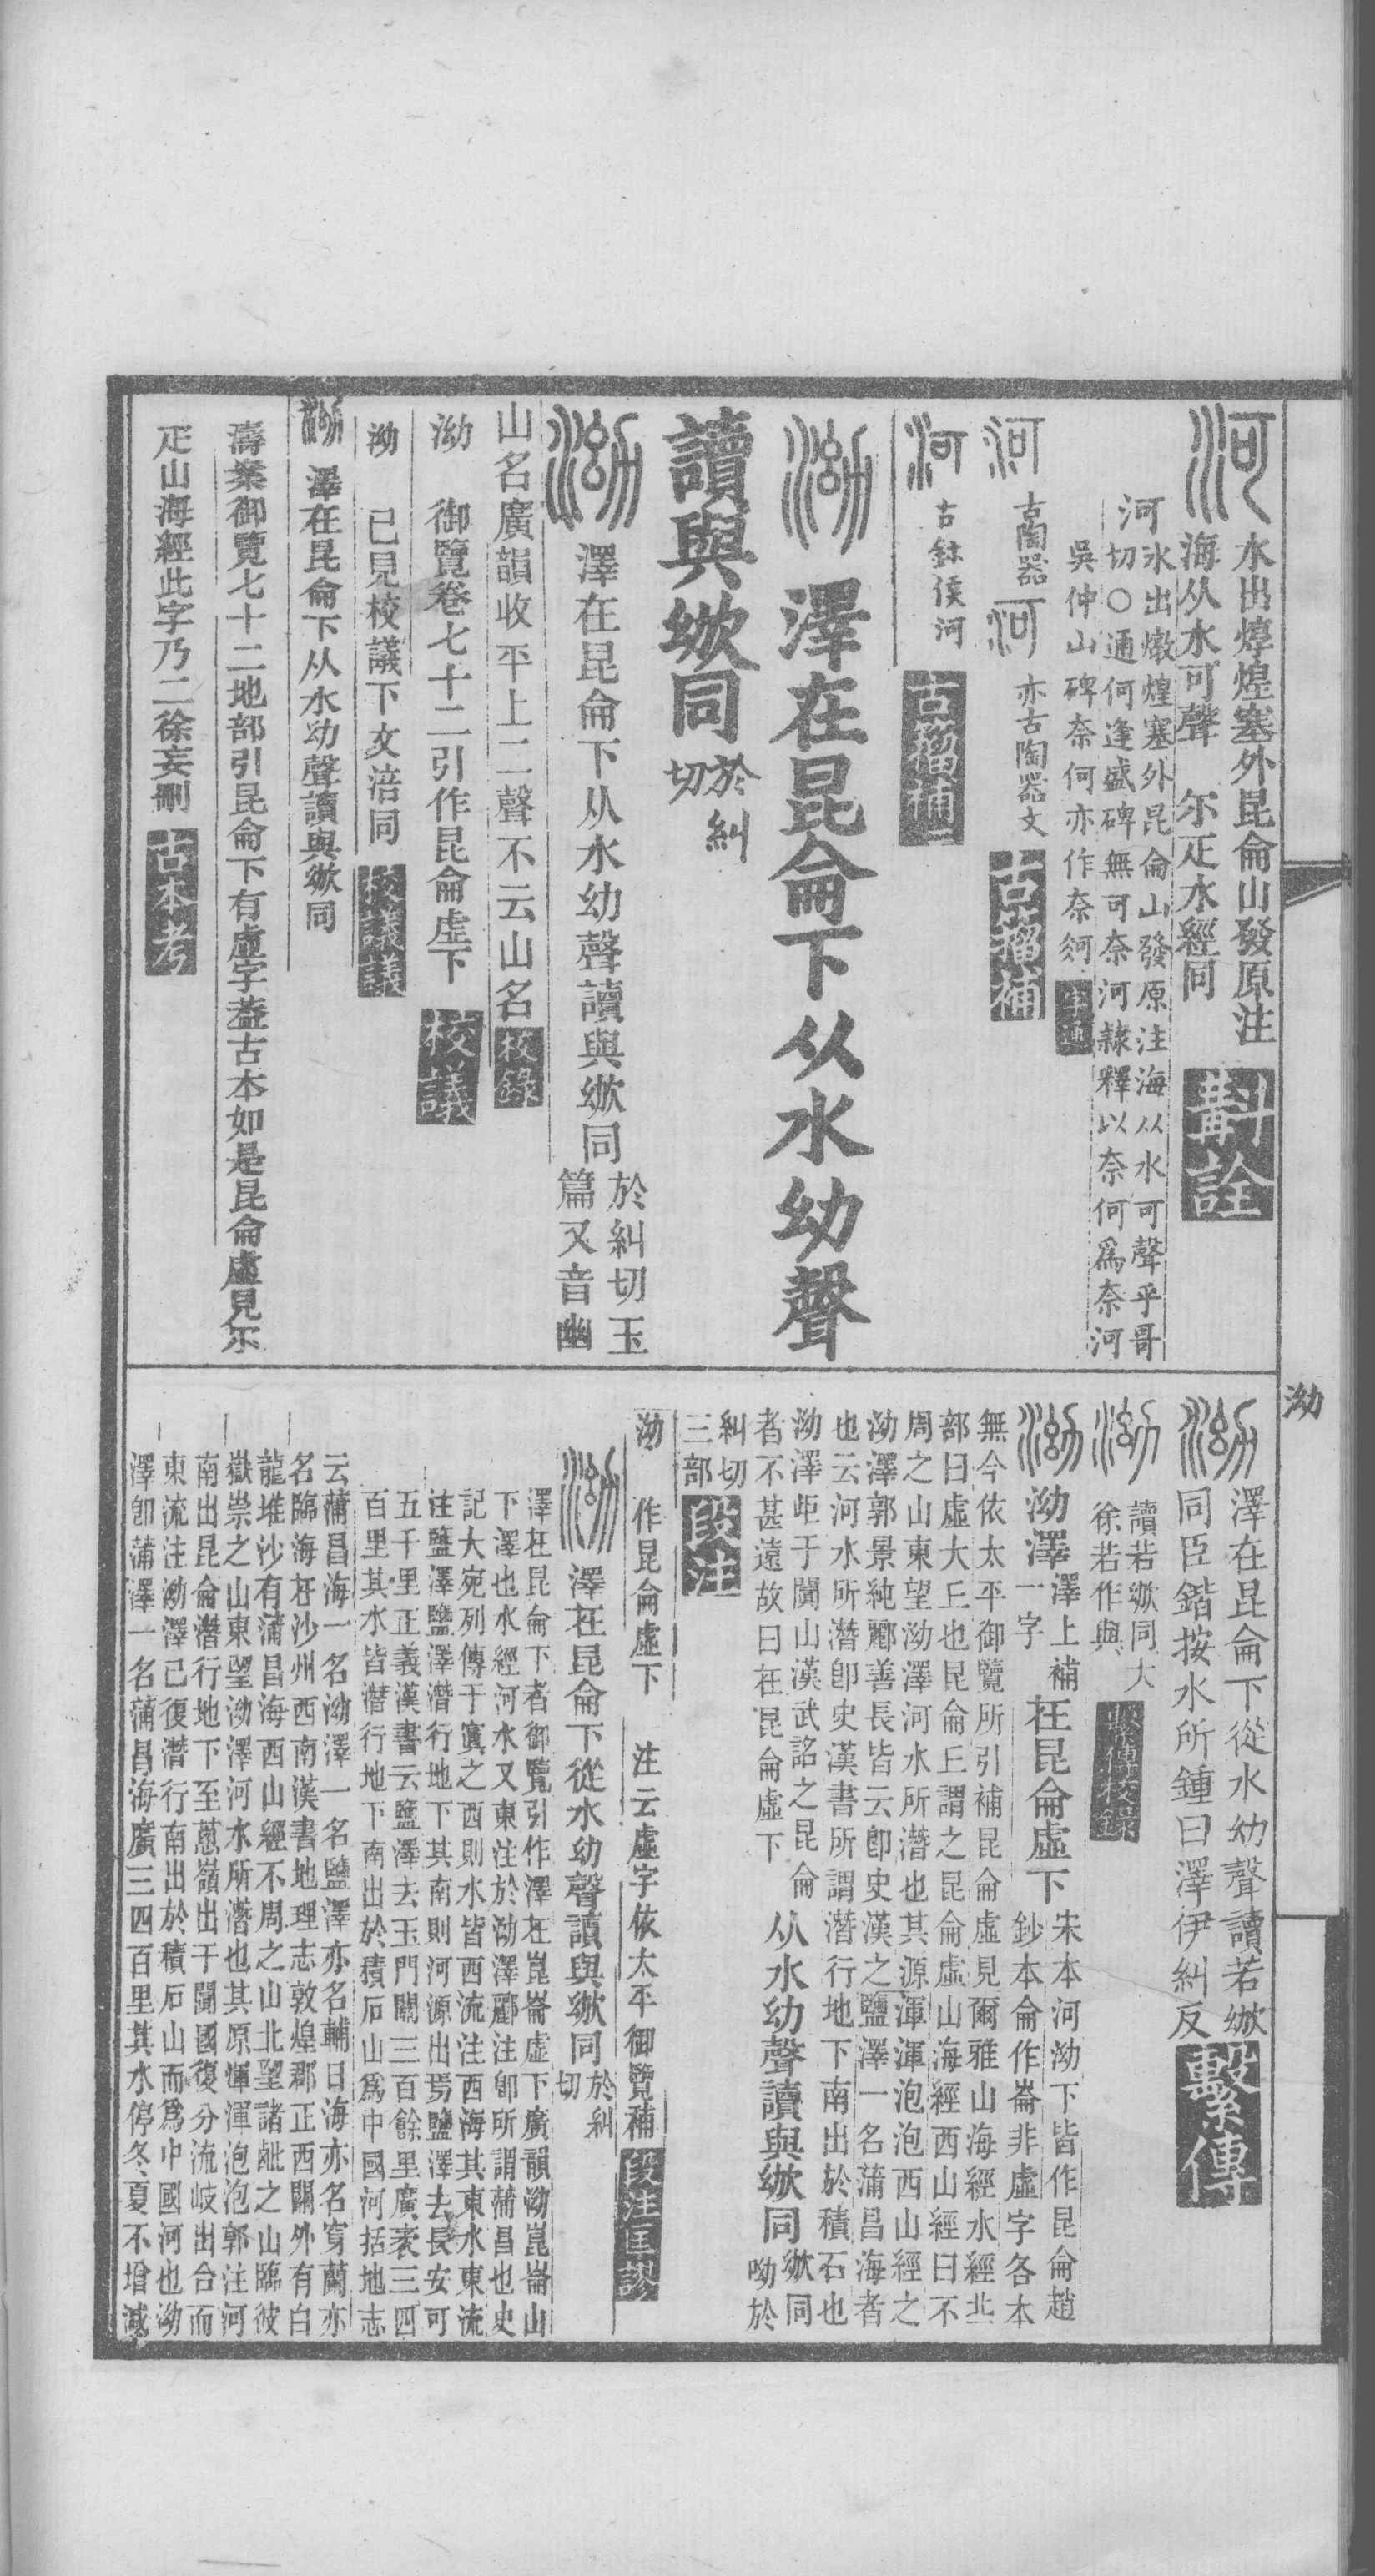 河
水出焞煌塞外昆侖山發原注
海从水可聲　尔疋水經同
斠詮
河
水出燉煌塞外昆侖山發原注海从水可聲乎哥
切〇通何逢盛碑無可奈河隸釋以奈何爲奈河
吳仲山碑奈何亦作奈河
字通
河 古陶器 河 亦古陶器文
古籀補
河 古鉢侯河
古籀補
泑 澤在昆侖下从水幼聲
讀與㺌同 於糾
切
泑 澤在昆侖下从水幼聲讀與㺌同
於糾切玉
篇又音幽
山名廣韻收平上二聲不云山名
校錄
泑　御覽卷七十二引作昆侖虛下
校議
泑　已見校議下文涪同
校議議
泑　澤在昆侖下从水幼聲讀與㺌同
濤案御覽七十二地部引昆侖下有虛字葢古本如是昆侖虛見尔
疋山海經此字乃二徐妄刪
古本考
泑
泑 澤在昆侖下從水幼聲讀若㺌
同臣鍇按水所鍾曰澤伊糾反
繫傳
泑
讀若㺌同大
徐若作與
繫傳校錄
泑 泑澤
澤上補
一字
在昆侖虛下
宋本河泑下皆作昆侖趙
鈔本侖作崙非虛字各本
無今依太平御覽所引補昆侖虛見爾雅山海經水經北
部曰虛大丘也昆侖丘謂之昆侖虛山海經西山經曰不
周之山東望泑澤河水所潛也其源渾渾泡泡西山經之
泑澤郭景純酈善長皆云卽史漢之鹽澤一名蒲昌海者
也云河水所潛卽史漢書所謂潛行地下南出於積石也
泑澤岠于闐山漢武詔之昆侖
者不甚遠故曰在昆侖虛下
从水幼聲讀與㺌同
㺌同
呦於
糾切
三部
段注
泑　作昆侖虛下　注云虛字依太平御覽補
段注匡謬
泑 澤在昆侖下從水幼聲讀與㺌同
於糾
切
澤在昆侖下者御覽引作澤在崑崙虛下廣韻泑崑崙山
下澤也水經河水又東注於泑澤酈注卽所謂蒲昌也史
記大宛列傳于窴之西則水皆西流注西海其東水東流
注鹽澤鹽澤潛行地下其南則河源出焉鹽澤去長安可
五千里正義漢書云鹽澤去玉門關三百餘里廣袤三四
百里其水皆潛行地下南出於積石山爲中國河括地志
云蒲昌海一名泑澤一名鹽澤亦名輔日海亦名穿蘭亦
名臨海在沙州西南漢書地理志敦煌郡正西關外有白
龍堆沙有蒲昌海西山經不周之山北望諸毗之山臨彼
嶽崇之山東望泑澤河水所潛也其原渾渾泡泡郭注河
南出昆侖潛行地下至蔥嶺出于闐國復分流岐出合而
東流注泑澤已復潛行南出於積石山而爲中國河也泑
澤卽蒲澤一名蒲昌海廣三四百里其水停冬夏不增減